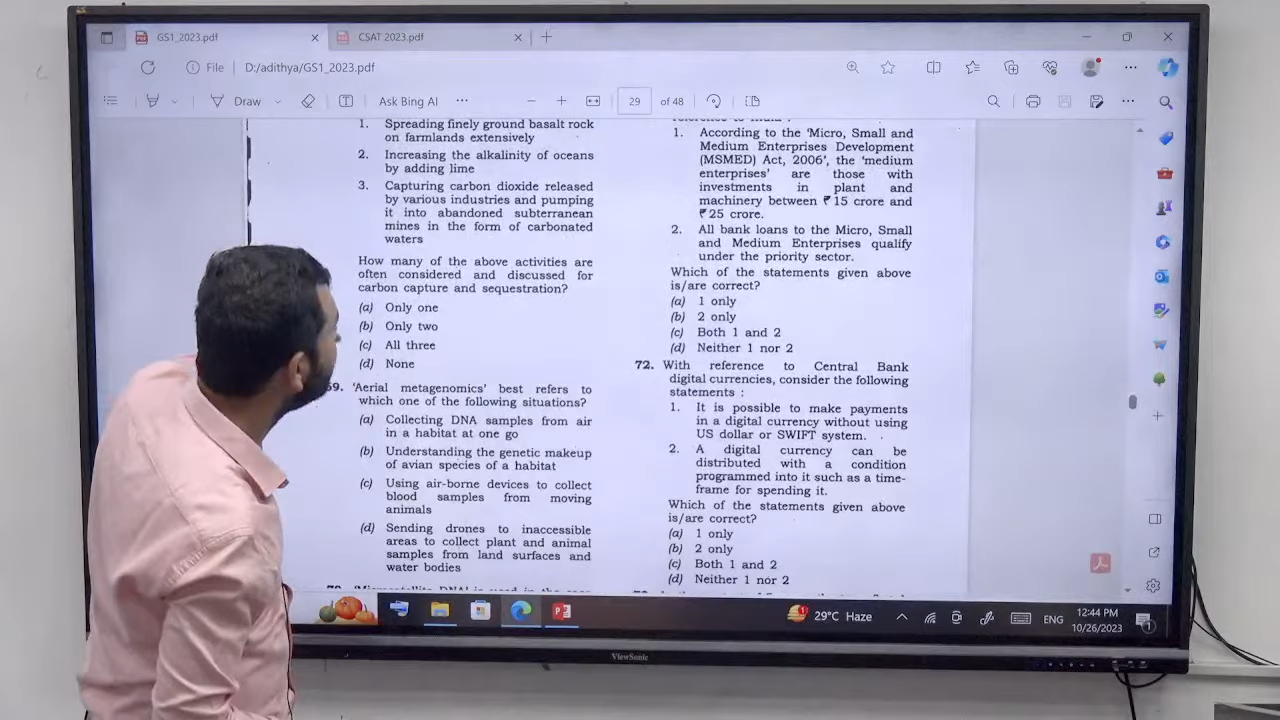 GS1_2023.pdf
CSAT 2023.pdf
File D:/adithya/GS1_2023.pdf
Draw
Ask Bing AI
29 of 48
1. Spreading finely ground basalt rock
on farmlands extensively
2. Increasing the alkalinity of oceans
by adding lime
3. Capturing carbon dioxide released
by various industries and pumping
it into abandoned subterranean
mines in the form of carbonated
waters
How many of the above activities are
often considered and discussed for
carbon capture and sequestration?
(a) Only one
(b) Only two
(c) All three
(d) None
69. 'Aerial metagenomics' best refers to
which one of the following situations?
(a) Collecting DNA samples from air
in a habitat at one go
(b) Understanding the genetic makeup
of avian species of a habitat
(c) Using air-borne devices to collect
blood samples from moving
animals
(d) Sending drones to inaccessible
areas to collect plant and animal
samples from land surfaces and
water bodies
1. According to the 'Micro, Small and
Medium Enterprises Development
(MSMED) Act, 2006', the 'medium
enterprises' are those with
investments in plant and
machinery between ₹ 15 crore and
₹ 25 crore.
2. All bank loans to the Micro, Small
and Medium Enterprises qualify
under the priority sector.
Which of the statements given above
is/are correct?
(a) 1 only
(b) 2 only
(c) Both 1 and 2
(d) Neither 1 nor 2
72. With reference to Central Bank
digital currencies, consider the following
statements :
1. It is possible to make payments
in a digital currency without using
US dollar or SWIFT system.
2. A digital currency can be
distributed with a condition
programmed into it such as a time-
frame for spending it.
Which of the statements given above
is/are correct?
(a) 1 only
(b) 2 only
(c) Both 1 and 2
(d) Neither 1 nor 2
29°C Haze
ENG
12:44 PM
10/26/2023
ViewSonic